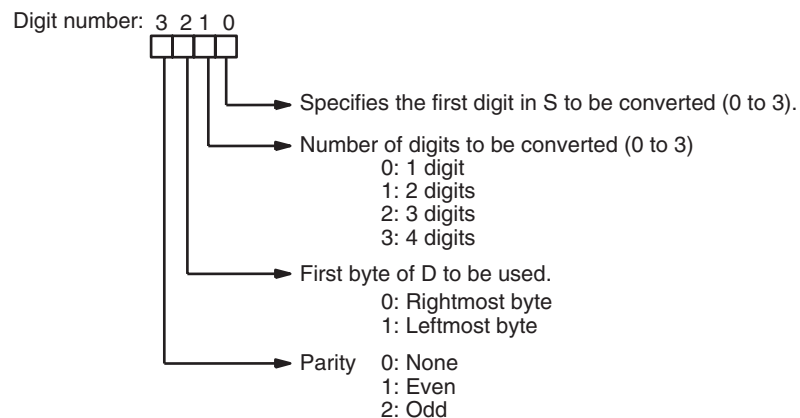 Digit number: 3 2 1 0
Specifies the first digit in S to be converted (0 to 3).
Number of digits to be converted (0 to 3)
0: 1 digit
1: 2 digits
2: 3 digits
3: 4 digits
First byte of D to be used.
0: Rightmost byte
1: Leftmost byte
Parity 0: None
1: Even
2: Odd